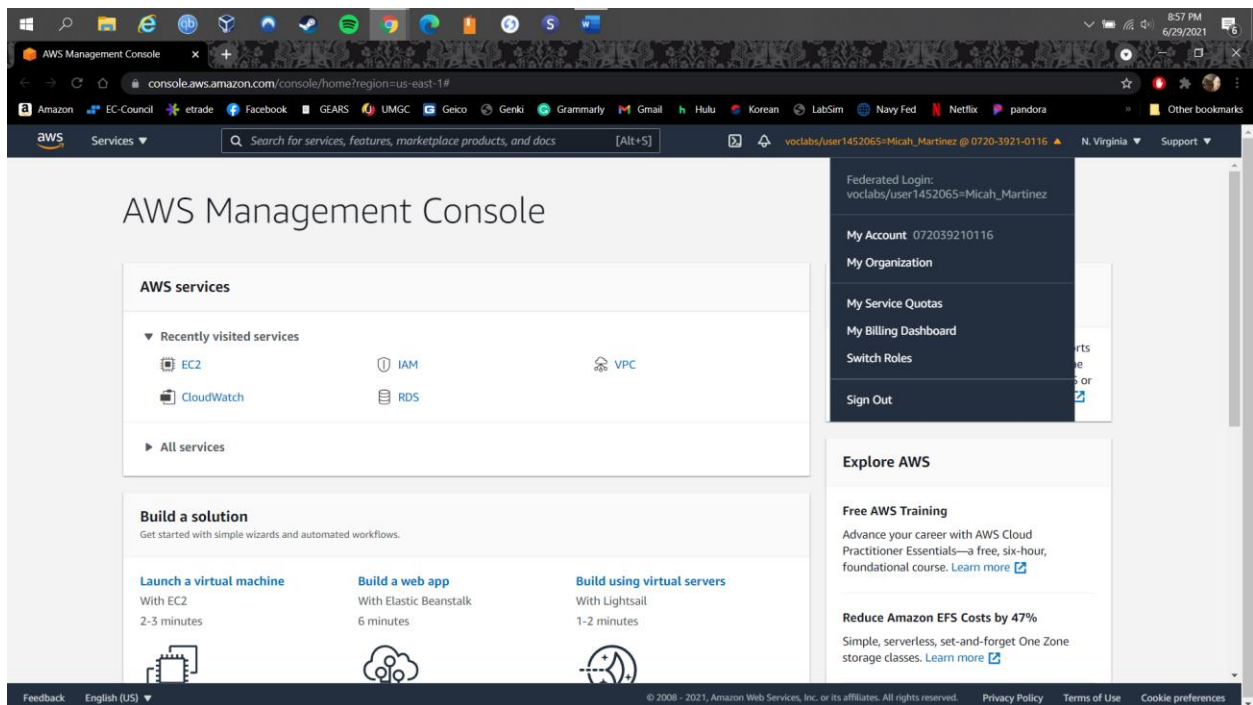 8:57 PM
6/29/2021
6
AWS Management Console
console.aws.amazon.com/console/home?region=us-east-1#
Amazon EC-Council etrade Facebook GEARS UMGC Geico Genki Grammarly Gmail Hulu Korean LabSim Navy Fed Netflix pandora » Other bookmarks
aws Services ▼ Search for services, features, marketplace products, and docs [Alt+S] voclabs/user1452065=Micah_Martinez @ 0720-3921-0116 ▲ N. Virginia ▼ Support ▼
Federated Login:
voclabs/user1452065=Micah_Martinez
My Account 072039210116
My Organization
My Service Quotas
My Billing Dashboard
Switch Roles
Sign Out
AWS Management Console
AWS services
▼ Recently visited services
EC2 IAM VPC
CloudWatch RDS
▶ All services
or
Build a solution
Get started with simple wizards and automated workflows.
Launch a virtual machine
With EC2
2-3 minutes
Build a web app
With Elastic Beanstalk
6 minutes
Build using virtual servers
With Lightsail
1-2 minutes
Explore AWS
Free AWS Training
Advance your career with AWS Cloud
Practitioner Essentials—a free, six-hour,
foundational course. Learn more
Reduce Amazon EFS Costs by 47%
Simple, serverless, set-and-forget One Zone
storage classes. Learn more
Feedback English (US) ▼ © 2008 - 2021, Amazon Web Services, Inc. or its affiliates. All rights reserved. Privacy Policy Terms of Use Cookie preferences